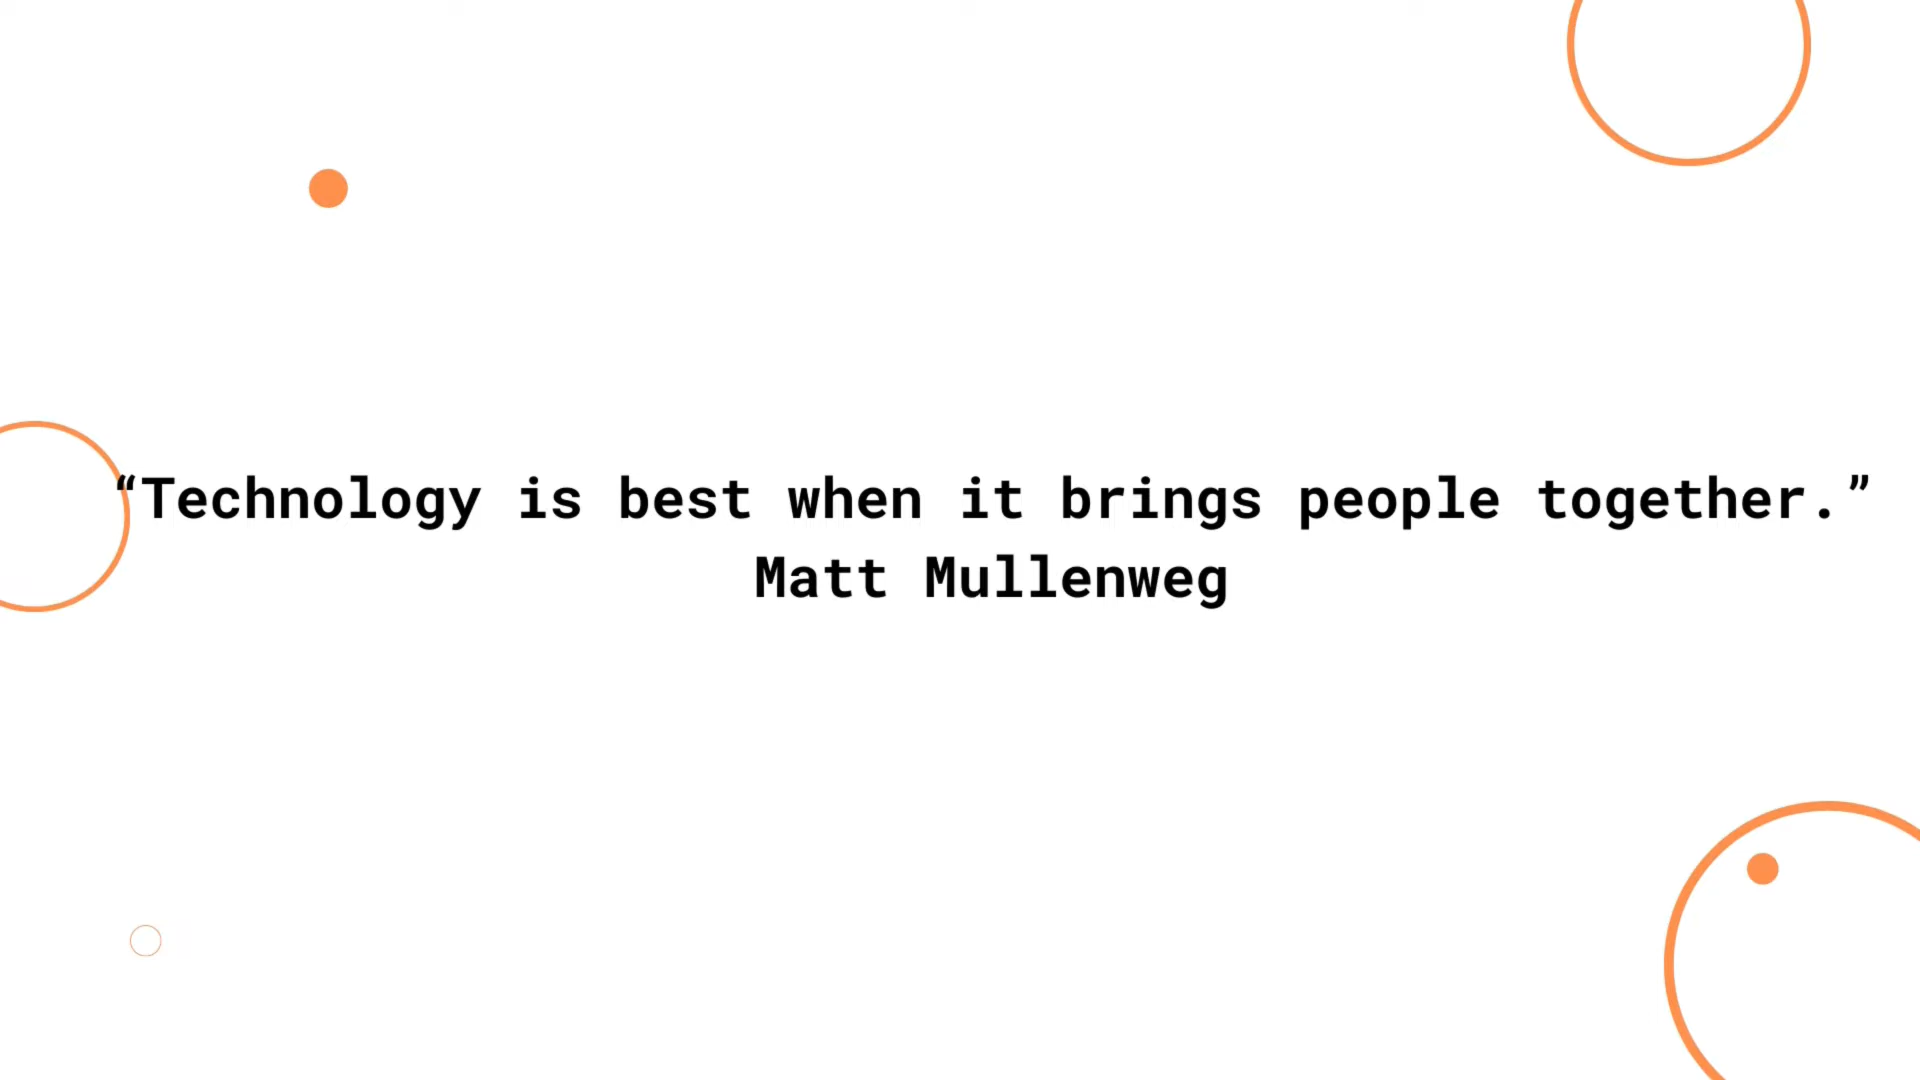 “Technology is best when it brings people together.”
Matt Mullenweg